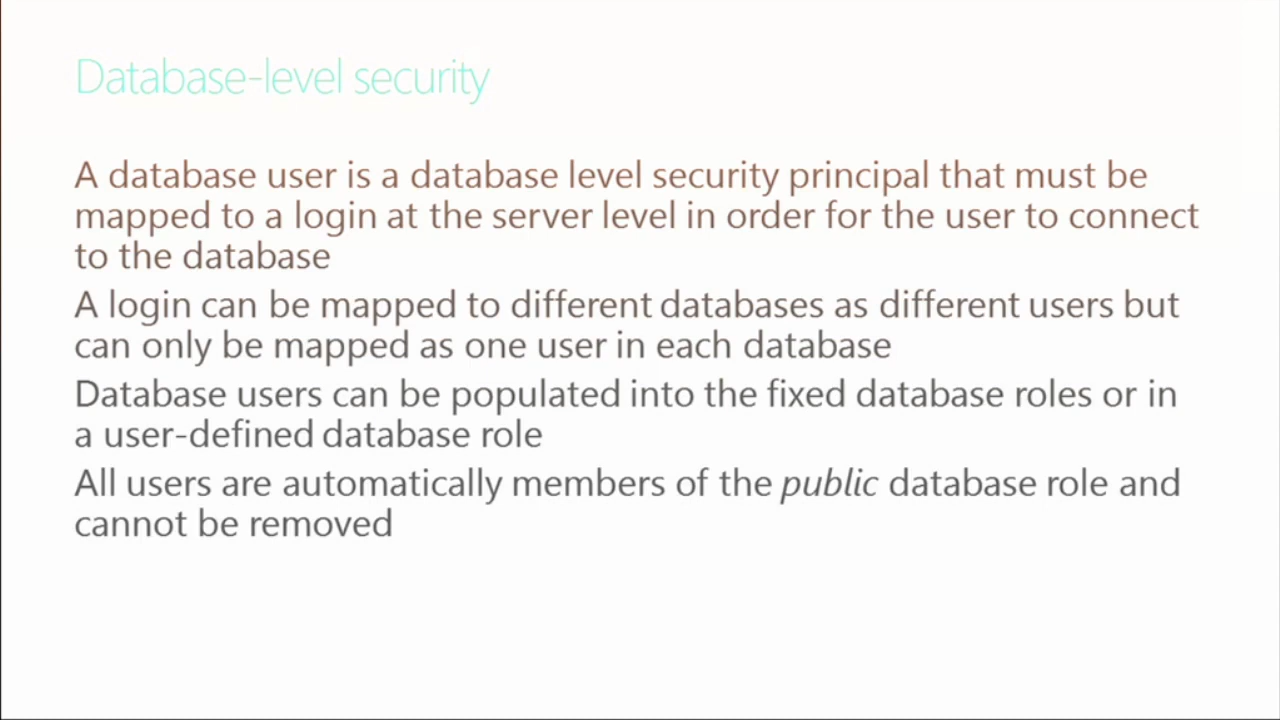 Database-level security
A database user is a database level security principal that must be
mapped to a login at the server level in order for the user to connect
to the database
A login can be mapped to different databases as different users but
can only be mapped as one user in each database
Database users can be populated into the fixed database roles or in
a user-defined database role
All users are automatically members of the public database role and
cannot be removed